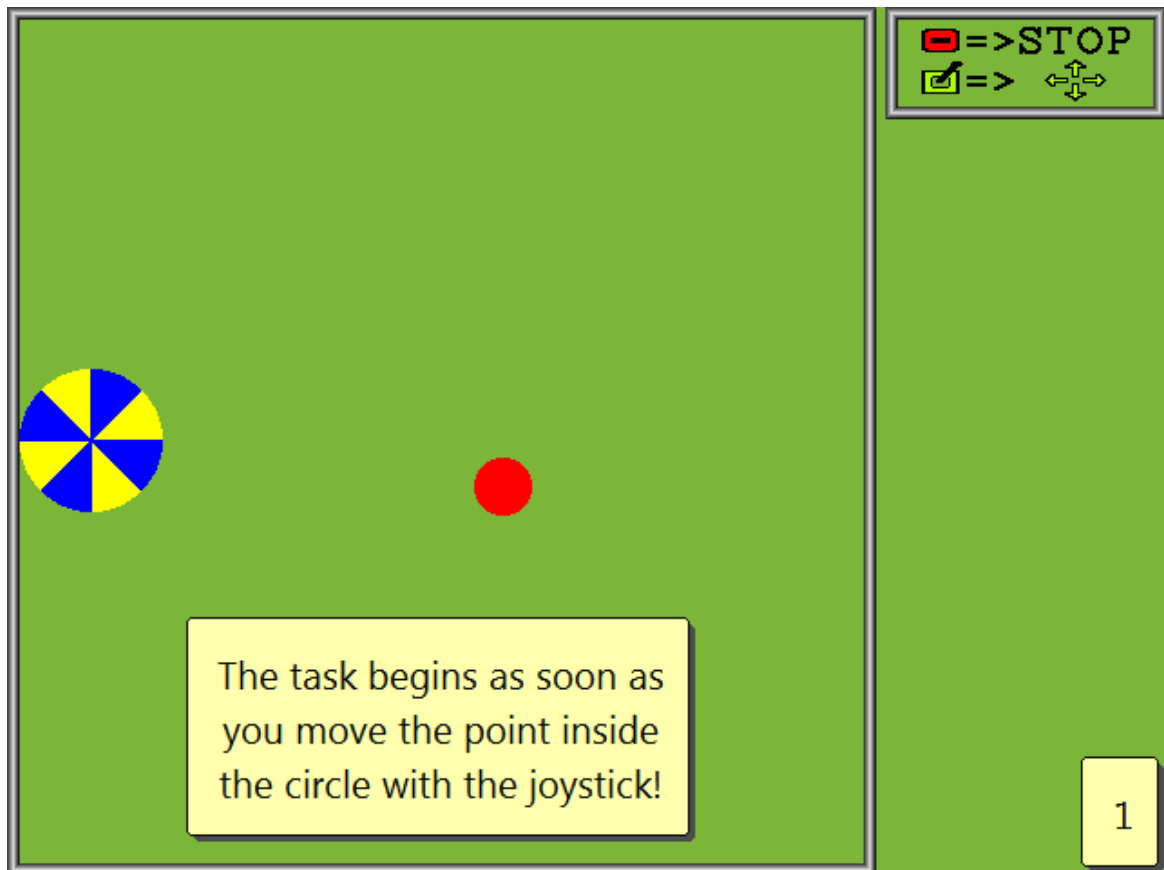 =>STOP
=>
The task begins as soon as
you move the point inside
the circle with the joystick!
1